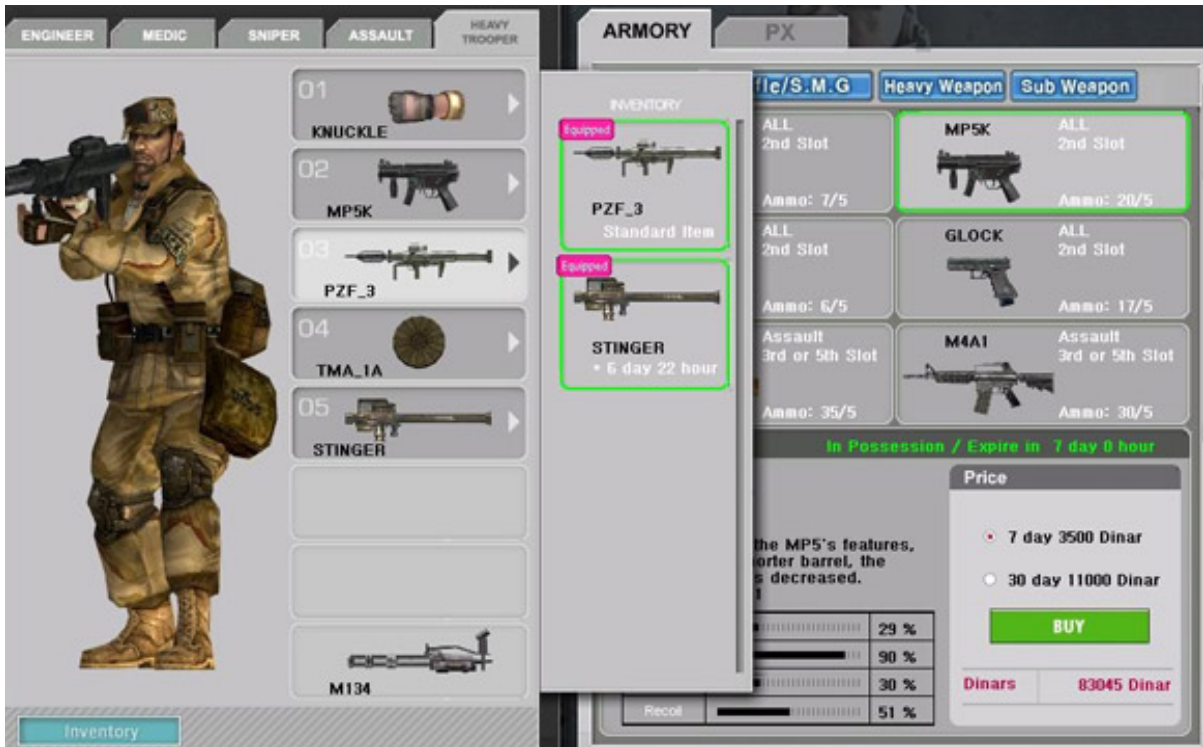 ENGINEER
MEDIC
SNIPER
ASSAULT
HEAVY
TROOPER
01
KNUCKLE
02
MP5K
03
PZF_3
04
TMA_1A
05
STINGER
M134
Inventory
INVENTORY
Equipped
PZF_3
Standard Item
Equipped
STINGER
• 6 day 22 hour
ARMORY
PX
fle/S.M.G
Heavy Weapon
Sub Weapon
ALL
2nd Slot
Ammo: 7/5
MP5K
ALL
2nd Slot
Ammo: 20/5
ALL
2nd Slot
Ammo: 6/5
GLOCK
ALL
2nd Slot
Ammo: 17/5
Assault
3rd or 5th Slot
Ammo: 35/5
M4A1
Assault
3rd or 5th Slot
Ammo: 30/5
In Possession / Expire in 7 day 0 hour
the MP5's features,
orter barrel, the
s decreased.
1
29 %
90 %
30 %
Recoil
51 %
Price
7 day 3500 Dinar
30 day 11000 Dinar
BUY
Dinars
83045 Dinar